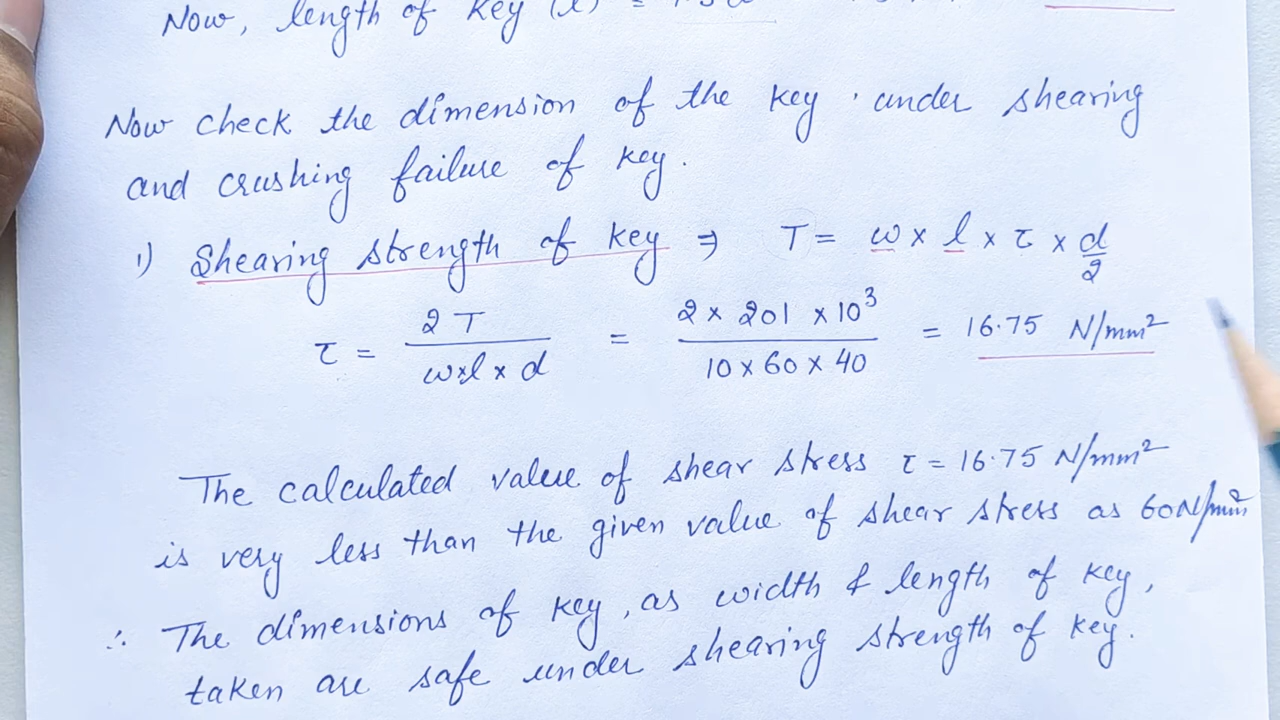 Now, length of key (l) =
Now check the dimension of the key under shearing
and crushing failure of key.
1) Shearing strength of key ⇒ T = w × l × τ × d/2
τ = 2T / w×l×d = 2 × 201 × 10³ / 10 × 60 × 40 = 16.75 N/mm²
The calculated value of shear stress τ = 16.75 N/mm²
is very less than the given value of shear stress as 60N/mm²
∴ The dimensions of key, as width & length of key,
taken are safe under shearing strength of key.